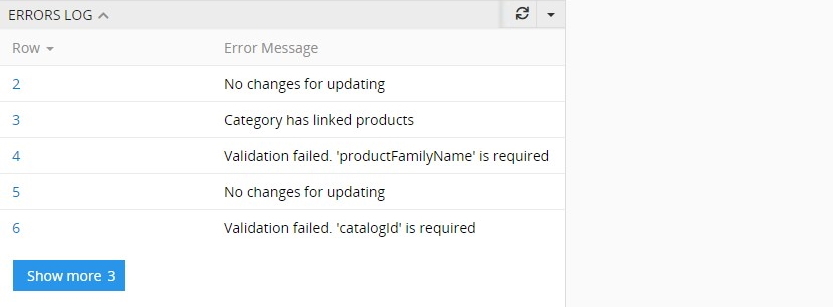 ERRORS LOG
Row Error Message
2 No changes for updating
3 Category has linked products
4 Validation failed. 'productFamilyName' is required
5 No changes for updating
6 Validation failed. 'catalogId' is required
Show more 3